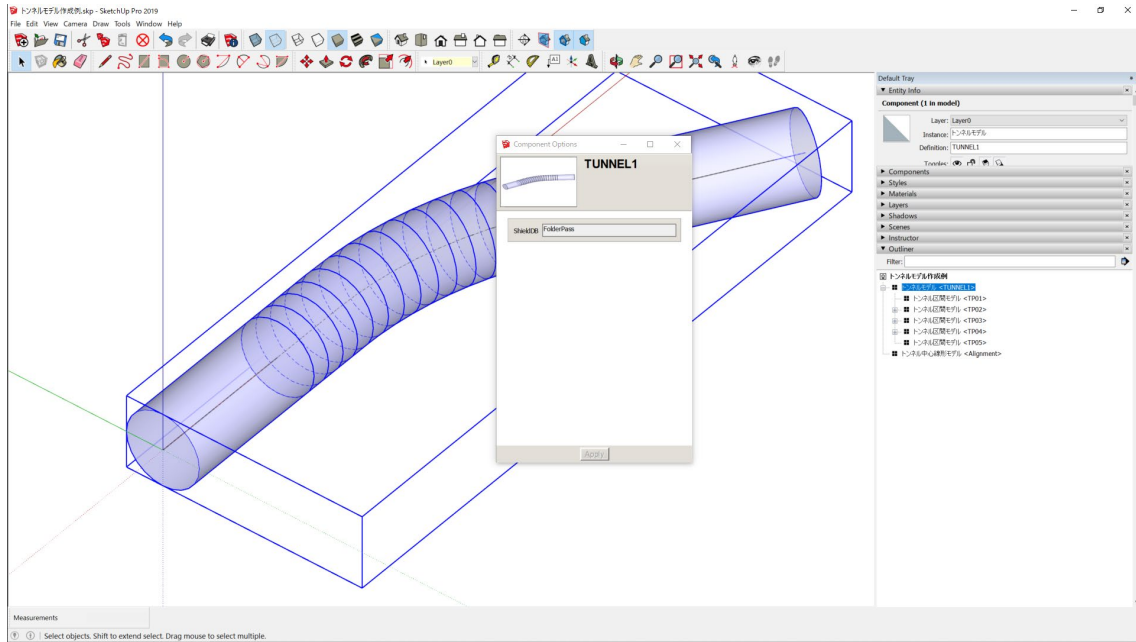 トンネルモデル作成例.skp - SketchUp Pro 2019
File Edit View Camera Draw Tools Window Help
Layer0
Default Tray
Entity Info
Component (1 in model)
Layer: Layer0
Instance: トンネルモデル
Definition: TUNNEL1
Toggles:
Components
Styles
Materials
Layers
Shadows
Scenes
Instructor
Outliner
Filter:
トンネルモデル作成例
トンネルモデル <TUNNEL1>
トンネル区間モデル <TP01>
トンネル区間モデル <TP02>
トンネル区間モデル <TP03>
トンネル区間モデル <TP04>
トンネル区間モデル <TP05>
トンネル中心線形モデル <Alignment>
Component Options
TUNNEL1
ShieldDB FolderPass
Apply
Measurements
Select objects. Shift to extend select. Drag mouse to select multiple.